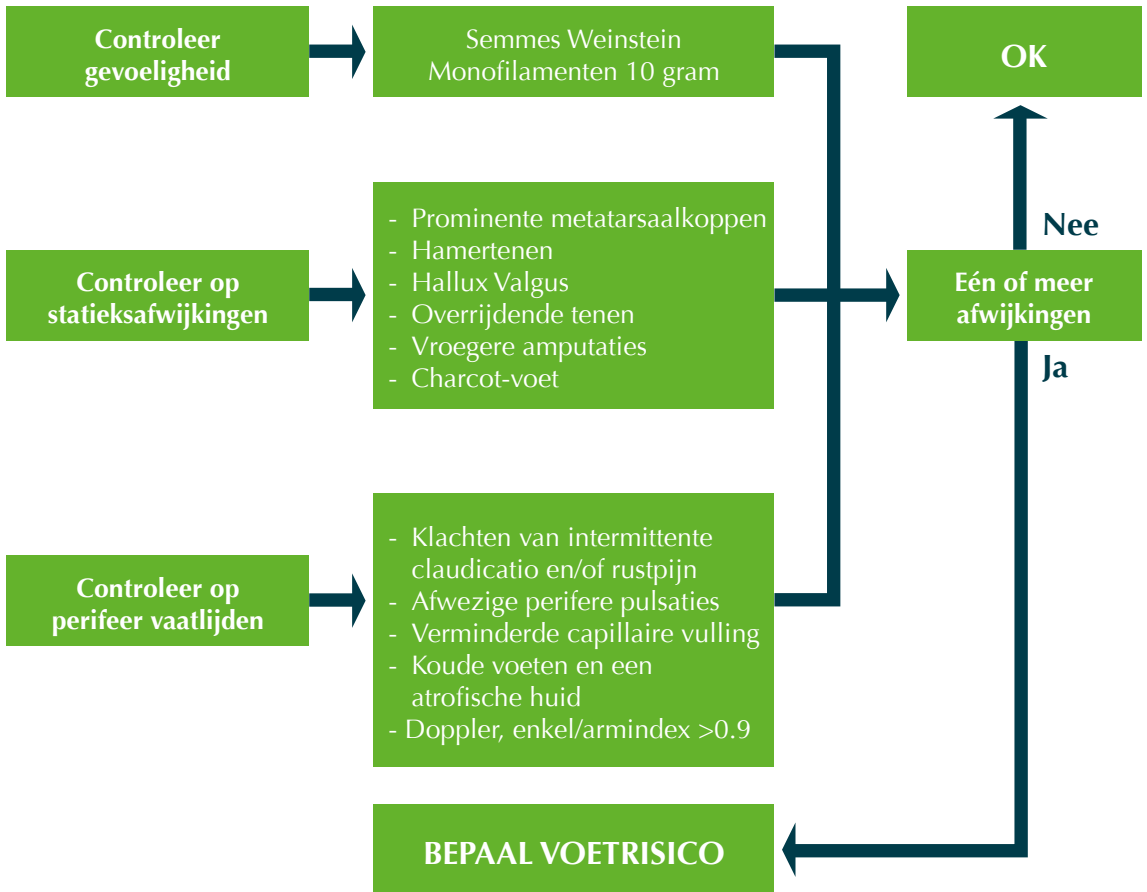 Controleer
gevoeligheid
Semmes Weinstein
Monofilamenten 10 gram
OK
Controleer op
statieksafwijkingen
- Prominente metatarsaalkoppen
- Hamertenen
- Hallux Valgus
- Overrijdende tenen
- Vroegere amputaties
- Charcot-voet
Nee
Eén of meer
afwijkingen
Ja
Controleer op
perifeer vaatlijden
- Klachten van intermittente
claudicatio en/of rustpijn
- Afwezige perifere pulsaties
- Verminderde capillaire vulling
- Koude voeten en een
atrofische huid
- Doppler, enkel/armindex >0.9
BEPAAL VOETRISICO